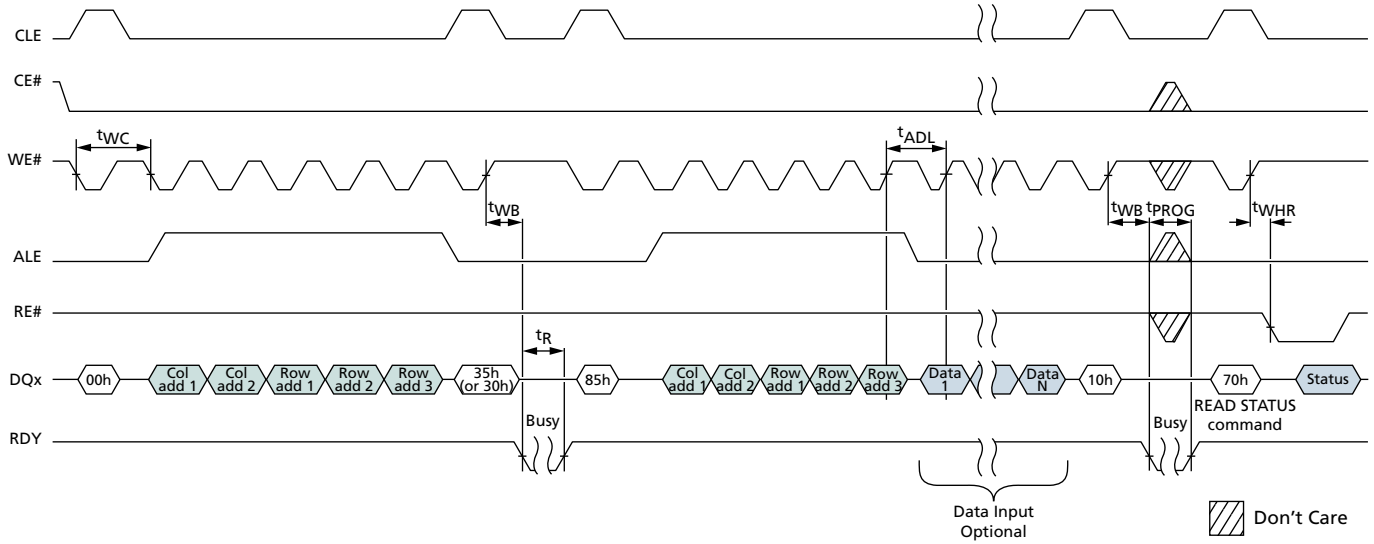 CLE
CE#
tWC
tADL
WE#
tWB
tWB
tPROG
tWHR
ALE
RE#
tR
DQx
00h
Col
add 1
Col
add 2
Row
add 1
Row
add 2
Row
add 3
35h
(or 30h)
85h
Col
add 1
Col
add 2
Row
add 1
Row
add 2
Row
add 3
Data
1
Data
N
10h
70h
Status
READ STATUS
command
Busy
Busy
RDY
Data Input
Optional
Don't Care